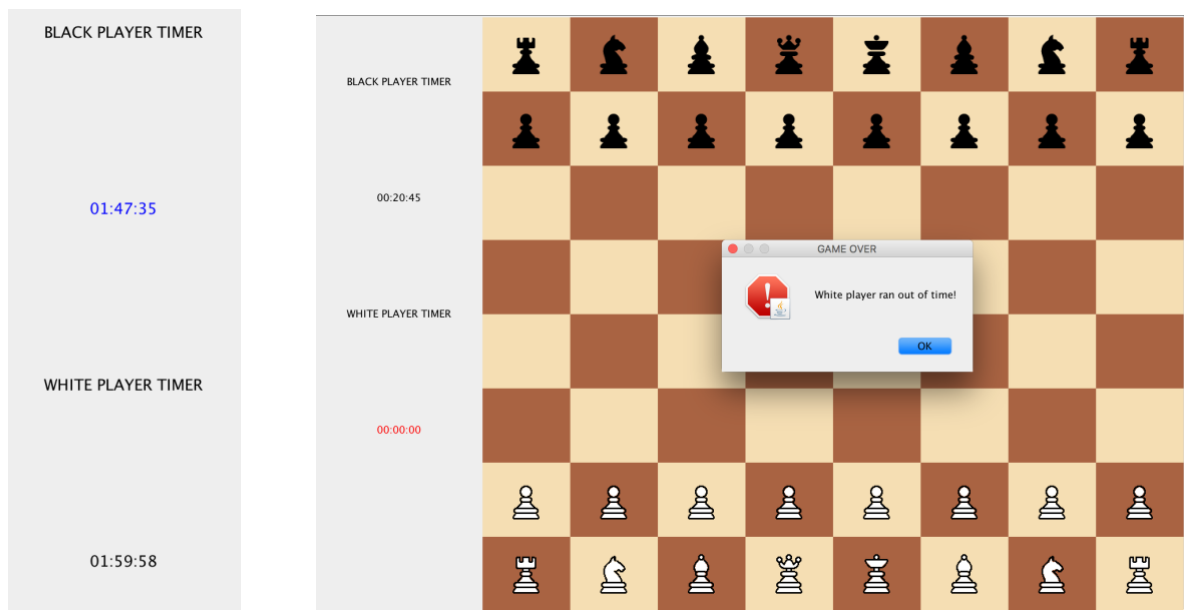 BLACK PLAYER TIMER
01:47:35
WHITE PLAYER TIMER
01:59:58
BLACK PLAYER TIMER
00:20:45
WHITE PLAYER TIMER
00:00:00
GAME OVER
White player ran out of time!
OK